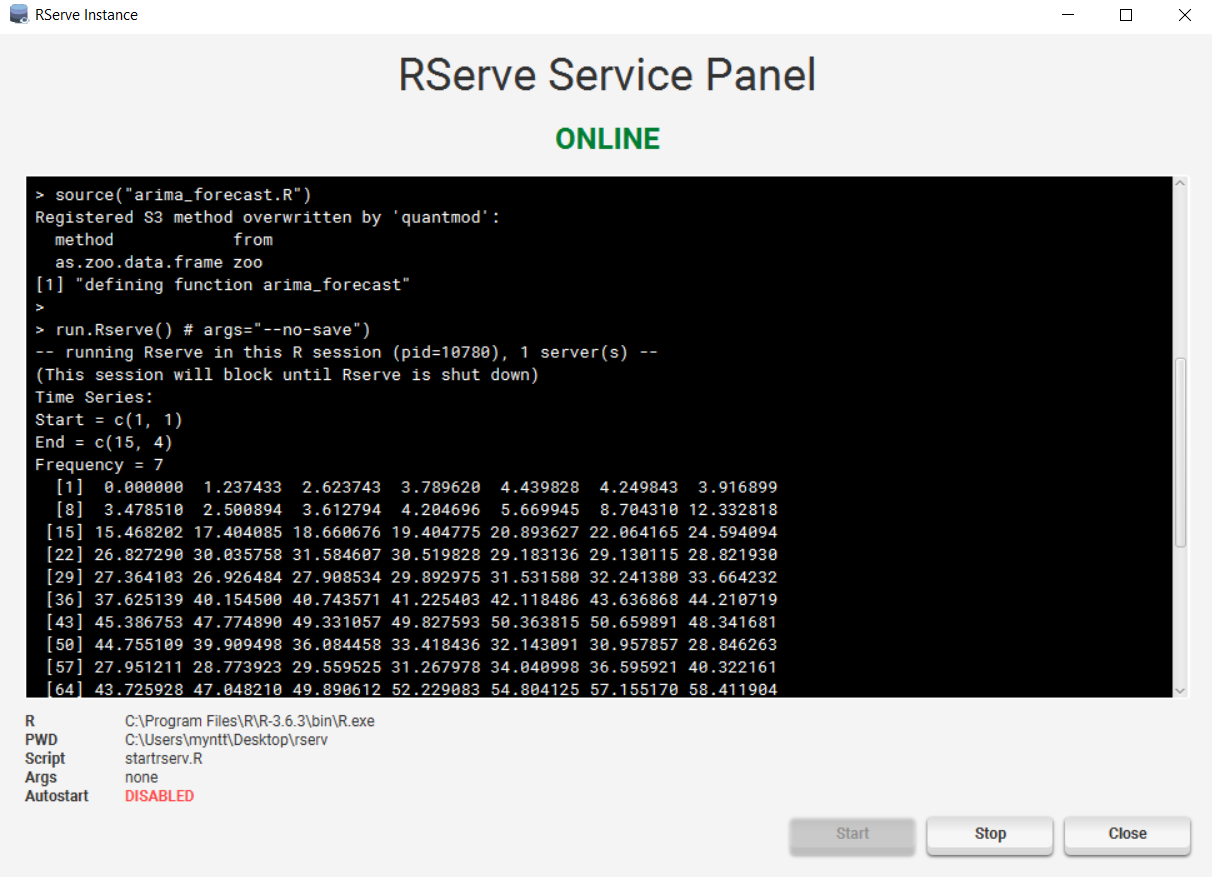 RServe Instance
RServe Service Panel
ONLINE
> source("arima_forecast.R")
Registered S3 method overwritten by 'quantmod':
  method            from
  as.zoo.data.frame zoo
[1] "defining function arima_forecast"
>
> run.Rserve() # args="--no-save")
-- running Rserve in this R session (pid=10780), 1 server(s) --
(This session will block until Rserve is shut down)
Time Series:
Start = c(1, 1)
End = c(15, 4)
Frequency = 7
  [1]  0.000000  1.237433  2.623743  3.789620  4.439828  4.249843  3.916899
  [8]  3.478510  2.500894  3.612794  4.204696  5.669945  8.704310 12.332818
 [15] 15.468202 17.404085 18.660676 19.404775 20.893627 22.064165 24.594094
 [22] 26.827290 30.035758 31.584607 30.519828 29.183136 29.130115 28.821930
 [29] 27.364103 26.926484 27.908534 29.892975 31.531580 32.241380 33.664232
 [36] 37.625139 40.154500 40.743571 41.225403 42.118486 43.636868 44.210719
 [43] 45.386753 47.774890 49.331057 49.827593 50.363815 50.659891 48.341681
 [50] 44.755109 39.909498 36.084458 33.418436 32.143091 30.957857 28.846263
 [57] 27.951211 28.773923 29.559525 31.267978 34.040998 36.595921 40.322161
 [64] 43.725928 47.048210 49.890612 52.229083 54.804125 57.155170 58.411904
R C:\Program Files\R\R-3.6.3\bin\R.exe
PWD C:\Users\myntt\Desktop\rserv
Script startrserv.R
Args none
Autostart DISABLED
Start Stop Close